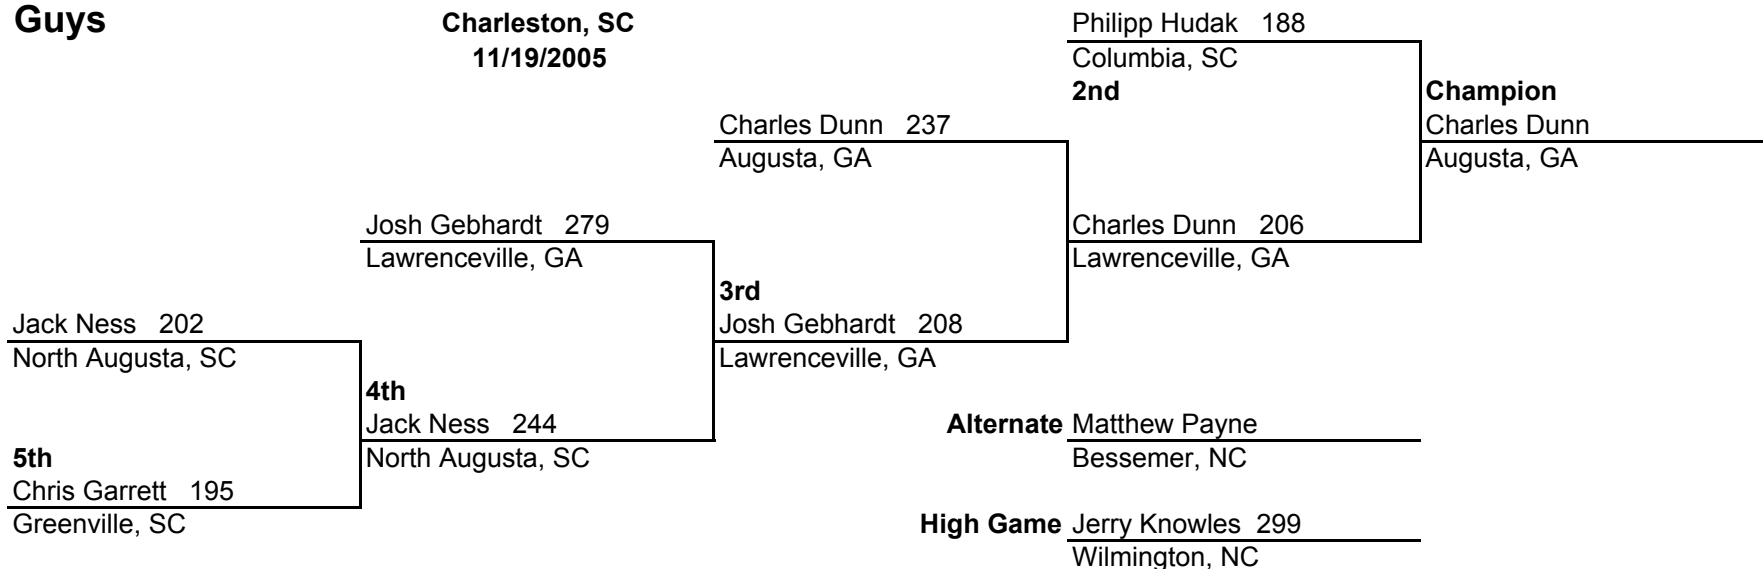 Guys
Charleston, SC
11/19/2005
Philipp Hudak 188
Columbia, SC
2nd
Champion
Charles Dunn
Augusta, GA
Charles Dunn 237
Augusta, GA
Charles Dunn 206
Lawrenceville, GA
Josh Gebhardt 279
Lawrenceville, GA
3rd
Josh Gebhardt 208
Lawrenceville, GA
Jack Ness 202
North Augusta, SC
4th
Jack Ness 244
North Augusta, SC
5th
Chris Garrett 195
Greenville, SC
Alternate Matthew Payne
Bessemer, NC
High Game Jerry Knowles 299
Wilmington, NC